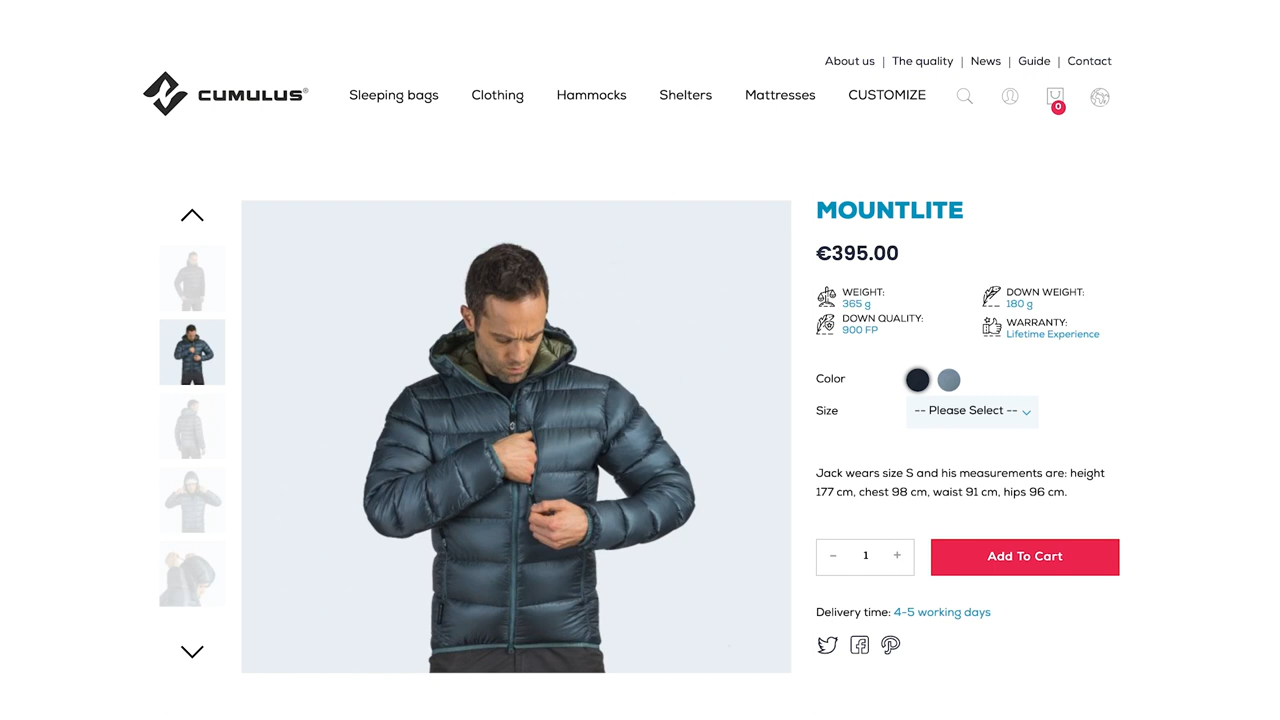 About us | The quality | News | Guide | Contact
CUMULUS®
Sleeping bags Clothing Hammocks Shelters Mattresses CUSTOMIZE
0
MOUNTLITE
€395.00
WEIGHT:
365 g
DOWN WEIGHT:
180 g
DOWN QUALITY:
900 FP
WARRANTY:
Lifetime Experience
Color
Size
-- Please Select --
Jack wears size S and his measurements are: height
177 cm, chest 98 cm, waist 91 cm, hips 96 cm.
− 1 +
Add To Cart
Delivery time: 4-5 working days